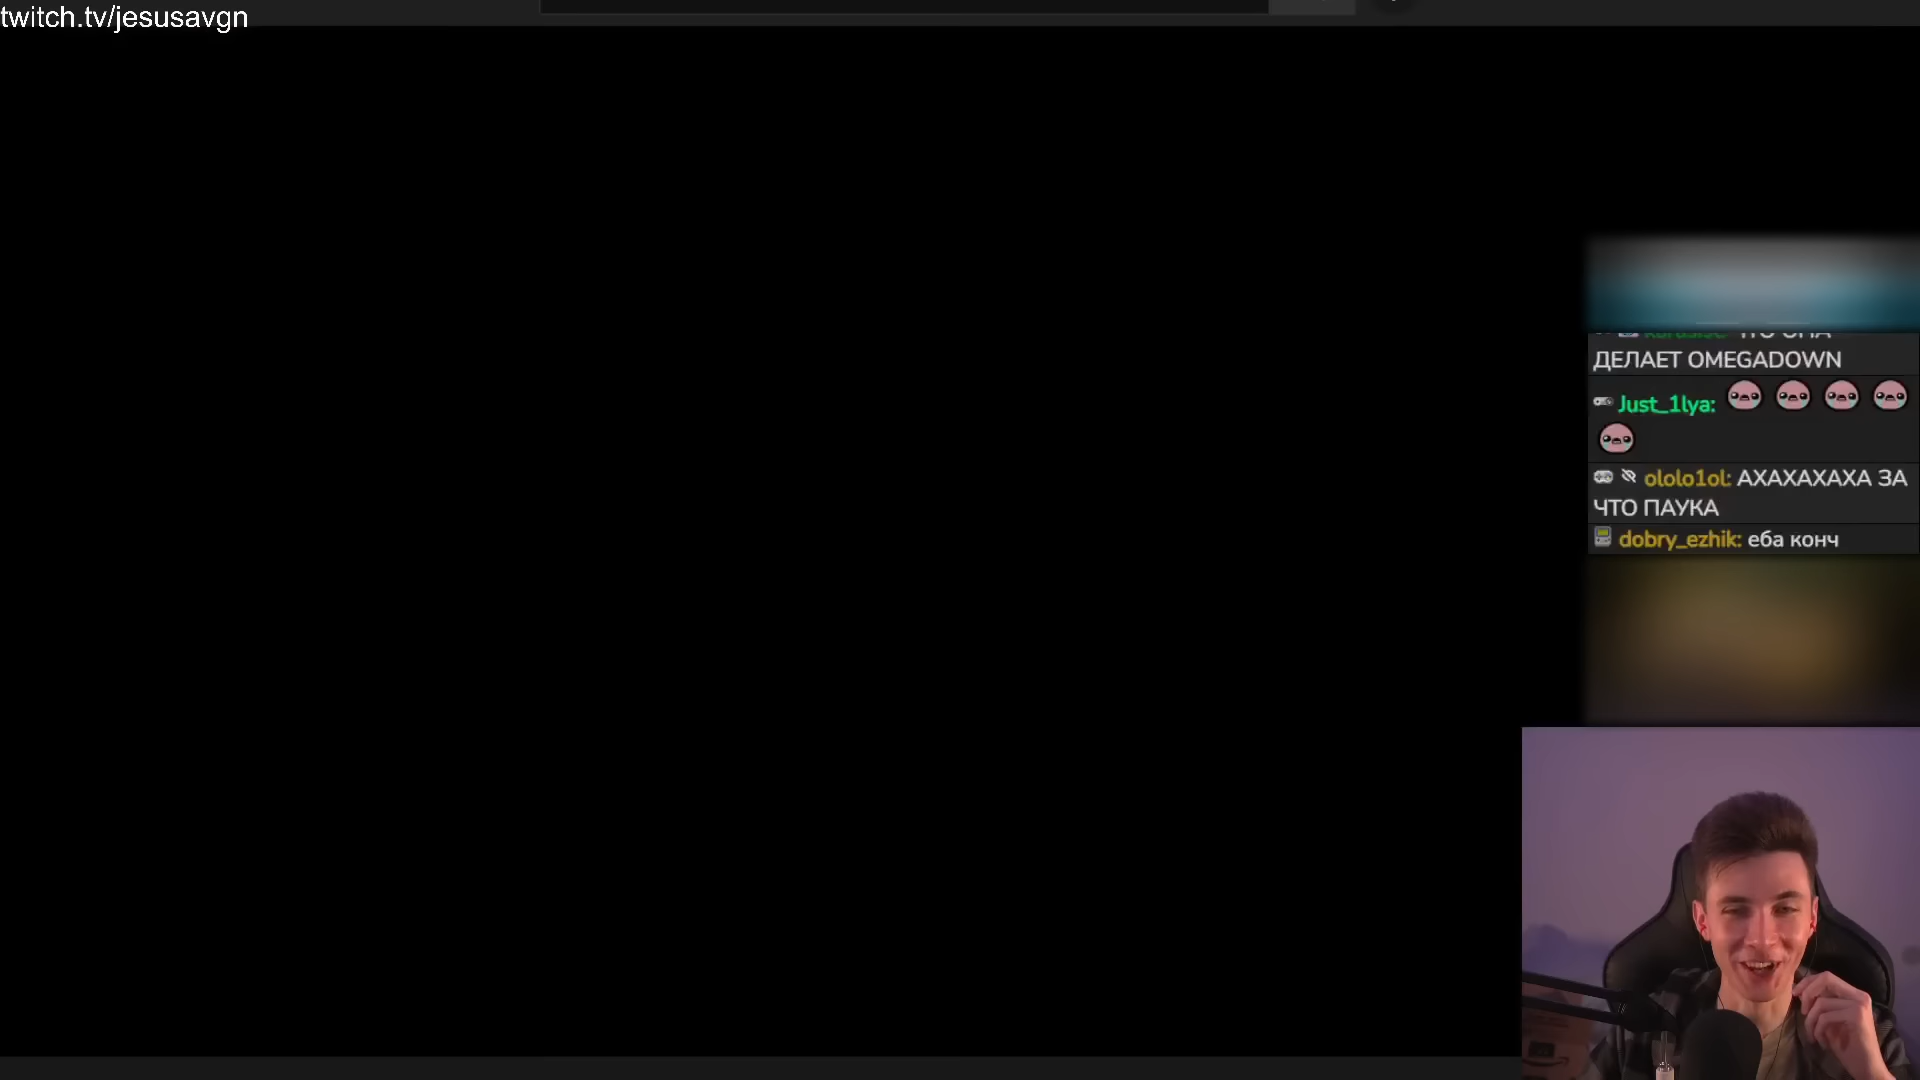 twitch.tv/jesusavgn
ДЕЛАЕТ OMEGADOWN
Just_1lya:
ololo1ol: АХАХАХАХА ЗА
ЧТО ПАУКА
dobry_ezhik: еба конч